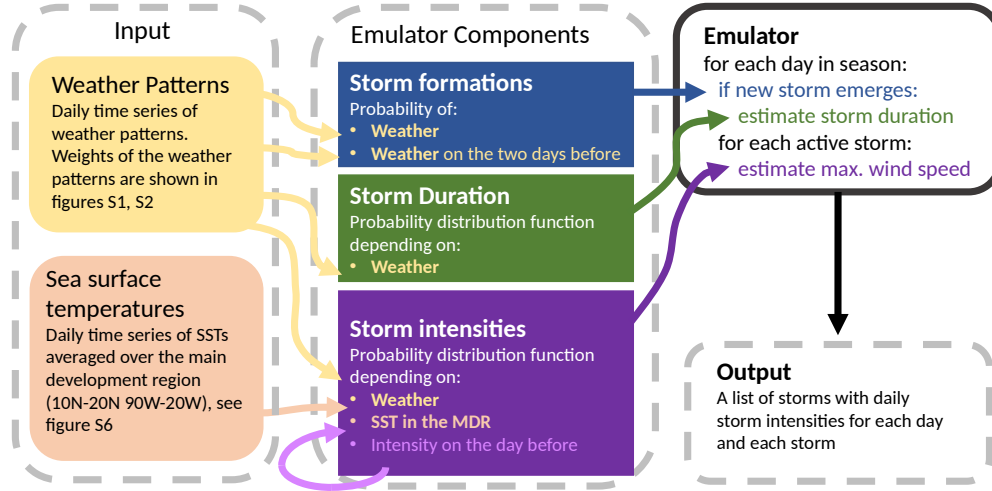 Input
Weather Patterns
Daily time series of
weather patterns.
Weights of the weather
patterns are shown in
figures S1, S2
Sea surface
temperatures
Daily time series of SSTs
averaged over the main
development region
(10N-20N 90W-20W), see
figure S6
Emulator Components
Storm formations
Probability of:
• Weather
• Weather on the two days before
Storm Duration
Probability distribution function
depending on:
• Weather
Storm intensities
Probability distribution function
depending on:
• Weather
• SST in the MDR
• Intensity on the day before
Emulator
for each day in season:
if new storm emerges:
estimate storm duration
for each active storm:
estimate max. wind speed
Output
A list of storms with daily
storm intensities for each day
and each storm